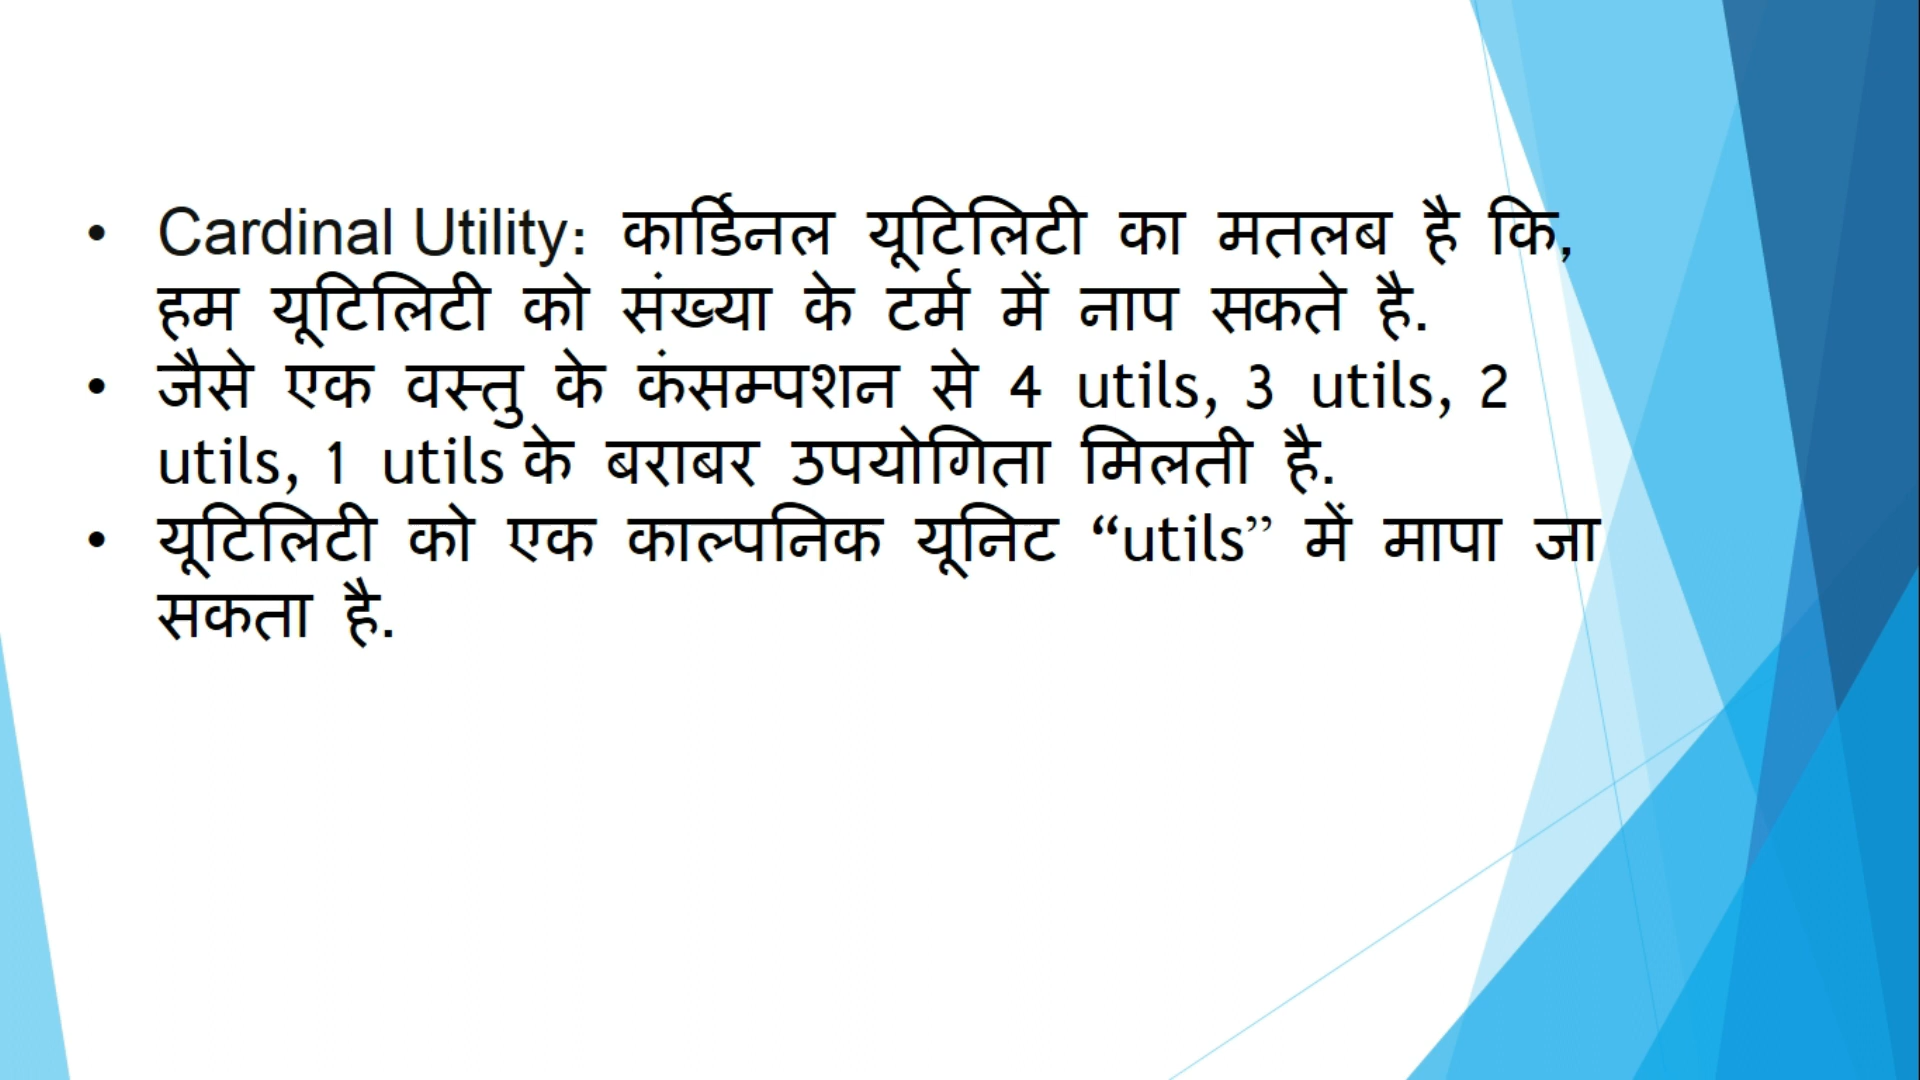 • Cardinal Utility: कार्डिनल यूटिलिटी का मतलब है कि,
हम यूटिलिटी को संख्या के टर्म में नाप सकते है.
• जैसे एक वस्तु के कंसम्पशन से 4 utils, 3 utils, 2
utils, 1 utils के बराबर उपयोगिता मिलती है.
• यूटिलिटी को एक काल्पनिक यूनिट “utils” में मापा जा
सकता है.